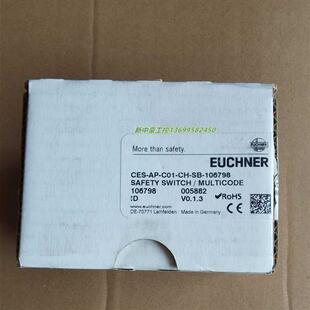 新中豪工控13699582450
More than safety.
EUCHNER
CES-AP-C01-CH-SB-106798
SAFETY SWITCH / MULTICODE
106798 005882
ID V0.1.3 RoHS
www.euchner.com
DE-70771 Leinfelden Made in Germany